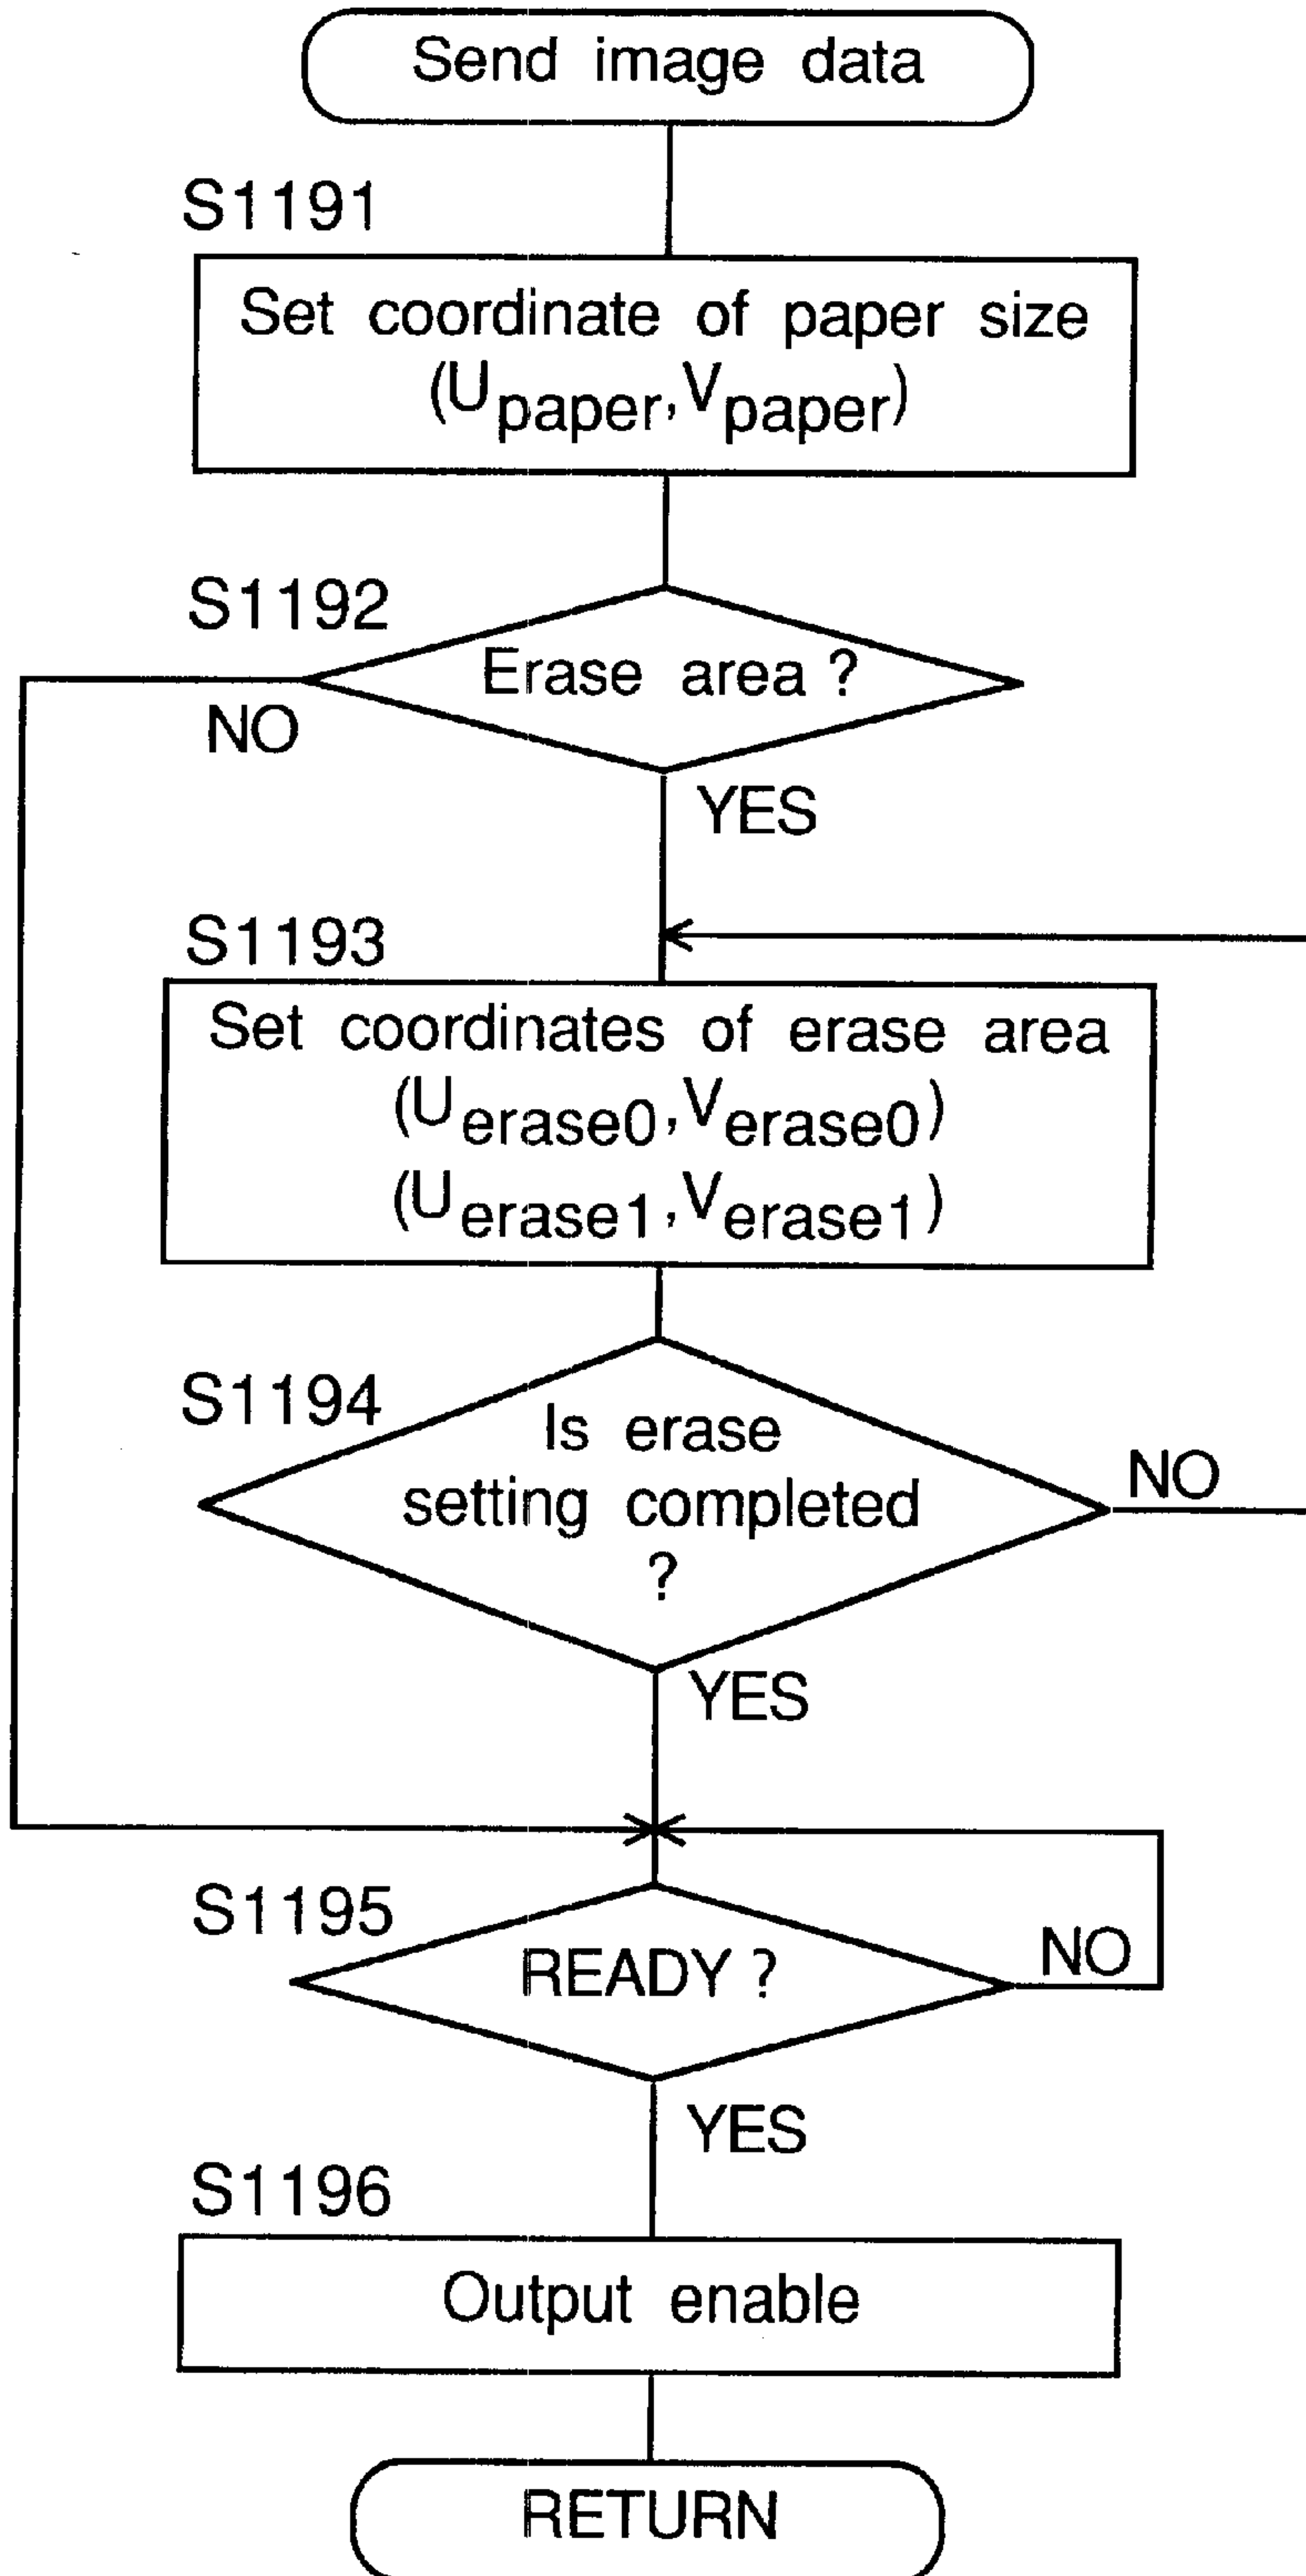 Send image data
S1191
Set coordinate of paper size
(Upaper,Vpaper)
S1192
Erase area ?
NO
YES
S1193
Set coordinates of erase area
(Uerase0,Verase0)
(Uerase1,Verase1)
S1194
Is erase
setting completed
?
NO
YES
S1195
READY ?
NO
YES
S1196
Output enable
RETURN